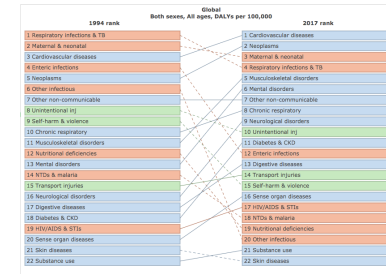 Global
Both sexes, All ages, DALYs per 100,000
1994 rank
2017 rank
1 Respiratory infections & TB
2 Maternal & neonatal
3 Cardiovascular diseases
4 Enteric infections
5 Neoplasms
6 Other infectious
7 Other non-communicable
8 Unintentional inj
9 Self-harm & violence
10 Chronic respiratory
11 Musculoskeletal disorders
12 Nutritional deficiencies
13 Mental disorders
14 NTDs & malaria
15 Transport injuries
16 Neurological disorders
17 Digestive diseases
18 Diabetes & CKD
19 HIV/AIDS & STIs
20 Sense organ diseases
21 Skin diseases
22 Substance use
1 Cardiovascular diseases
2 Neoplasms
3 Maternal & neonatal
4 Respiratory infections & TB
5 Musculoskeletal disorders
6 Mental disorders
7 Other non-communicable
8 Chronic respiratory
9 Neurological disorders
10 Unintentional inj
11 Diabetes & CKD
12 Enteric infections
13 Digestive diseases
14 Transport injuries
15 Self-harm & violence
16 Sense organ diseases
17 HIV/AIDS & STIs
18 NTDs & malaria
19 Nutritional deficiencies
20 Other infectious
21 Substance use
22 Skin diseases